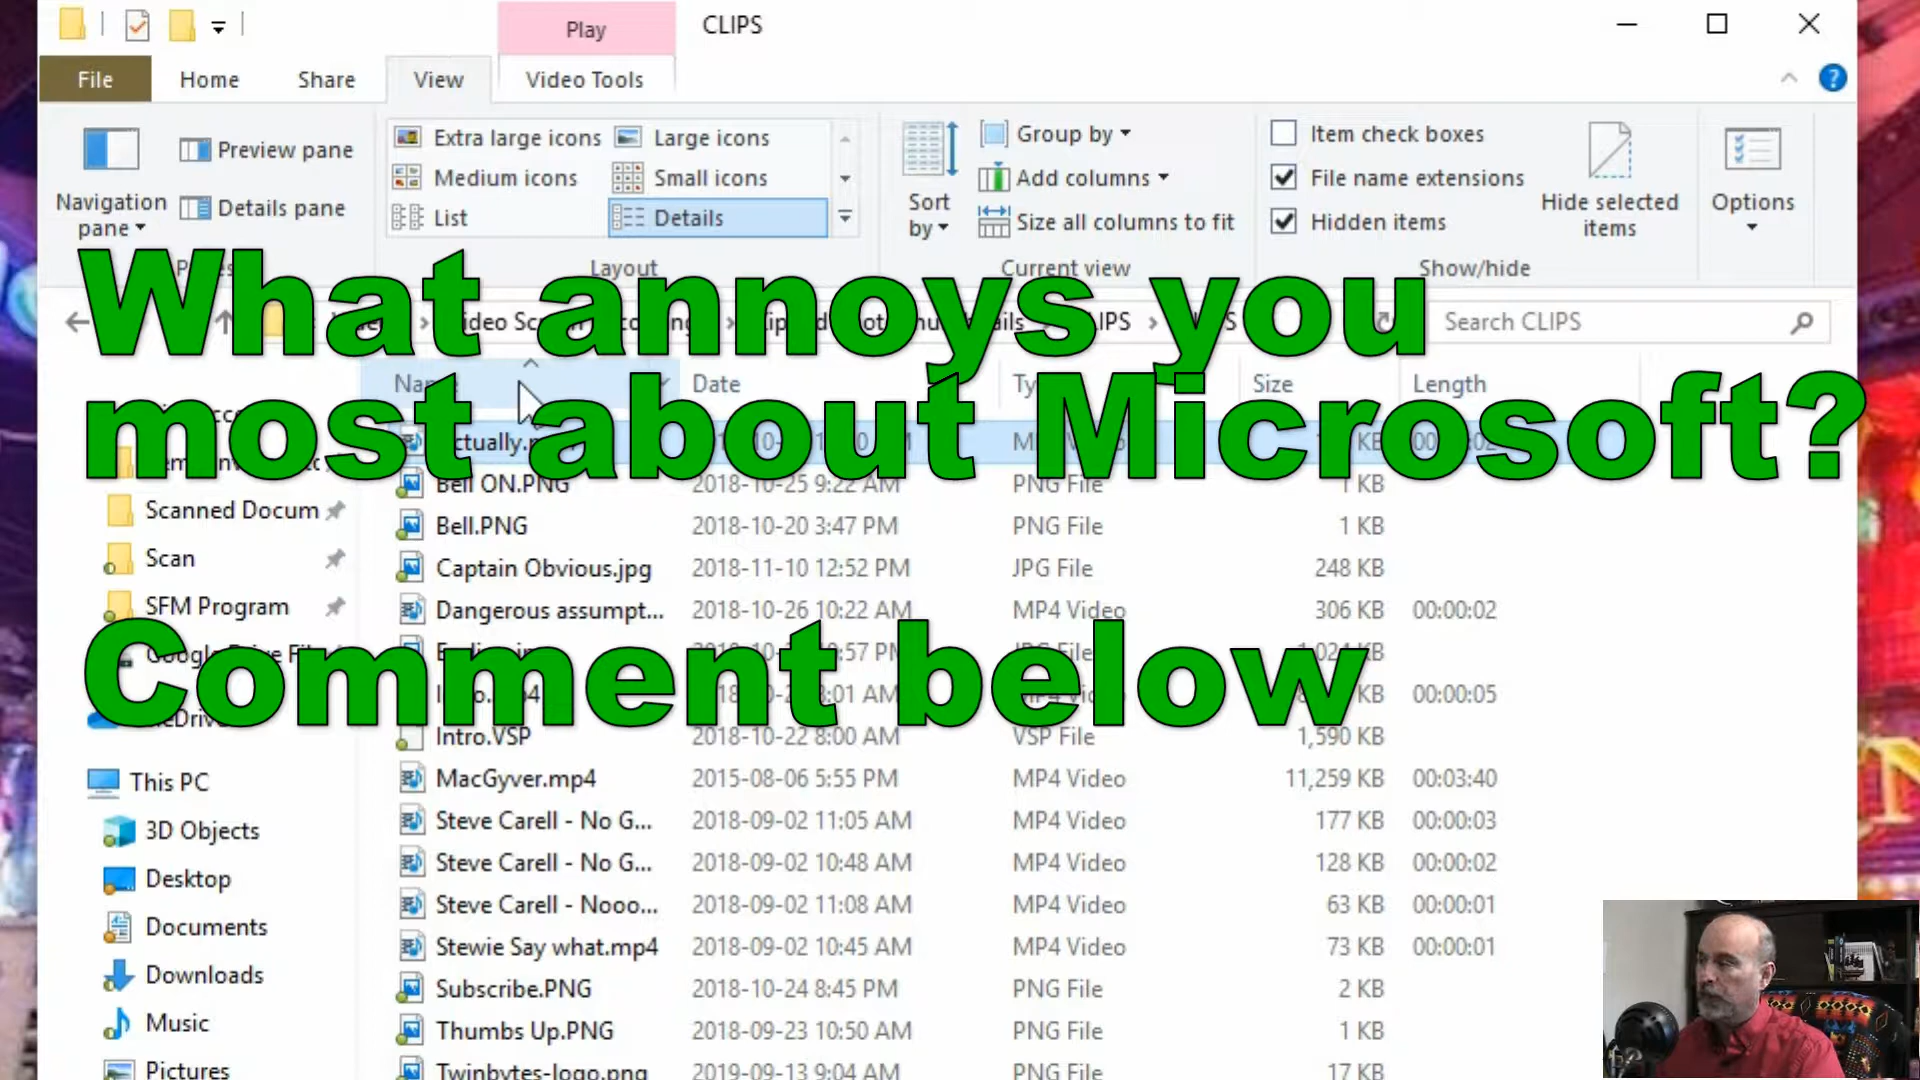 Play
CLIPS
File
Home
Share
View
Video Tools
Navigation pane
Preview pane
Details pane
Extra large icons
Large icons
Medium icons
Small icons
List
Details
Layout
Sort by
Group by
Add columns
Size all columns to fit
Current view
Item check boxes
File name extensions
Hidden items
Show/hide
Hide selected items
Options
What annoys you
most about Microsoft?
Comment below
Search CLIPS
Date
Size
Length
Bell ON.PNG 2018-10-25 9:22 AM PNG File 1 KB
Scanned Docum
Bell.PNG 2018-10-20 3:47 PM PNG File 1 KB
Scan
Captain Obvious.jpg 2018-11-10 12:52 PM JPG File 248 KB
SFM Program
Dangerous assumpt... 2018-10-26 10:22 AM MP4 Video 306 KB 00:00:02
00:00:05
Intro.VSP 2018-10-22 8:00 AM VSP File 1,590 KB
This PC
MacGyver.mp4 2015-08-06 5:55 PM MP4 Video 11,259 KB 00:03:40
3D Objects
Steve Carell - No G... 2018-09-02 11:05 AM MP4 Video 177 KB 00:00:03
Desktop
Steve Carell - No G... 2018-09-02 10:48 AM MP4 Video 128 KB 00:00:02
Documents
Steve Carell - Nooo... 2018-09-02 11:08 AM MP4 Video 63 KB 00:00:01
Downloads
Stewie Say what.mp4 2018-09-02 10:45 AM MP4 Video 73 KB 00:00:01
Subscribe.PNG 2018-10-24 8:45 PM PNG File 2 KB
Music
Thumbs Up.PNG 2018-09-23 10:50 AM PNG File 1 KB
Pictures
Twinbytes-logo.png 2019-09-13 9:04 AM PNG File 17 KB